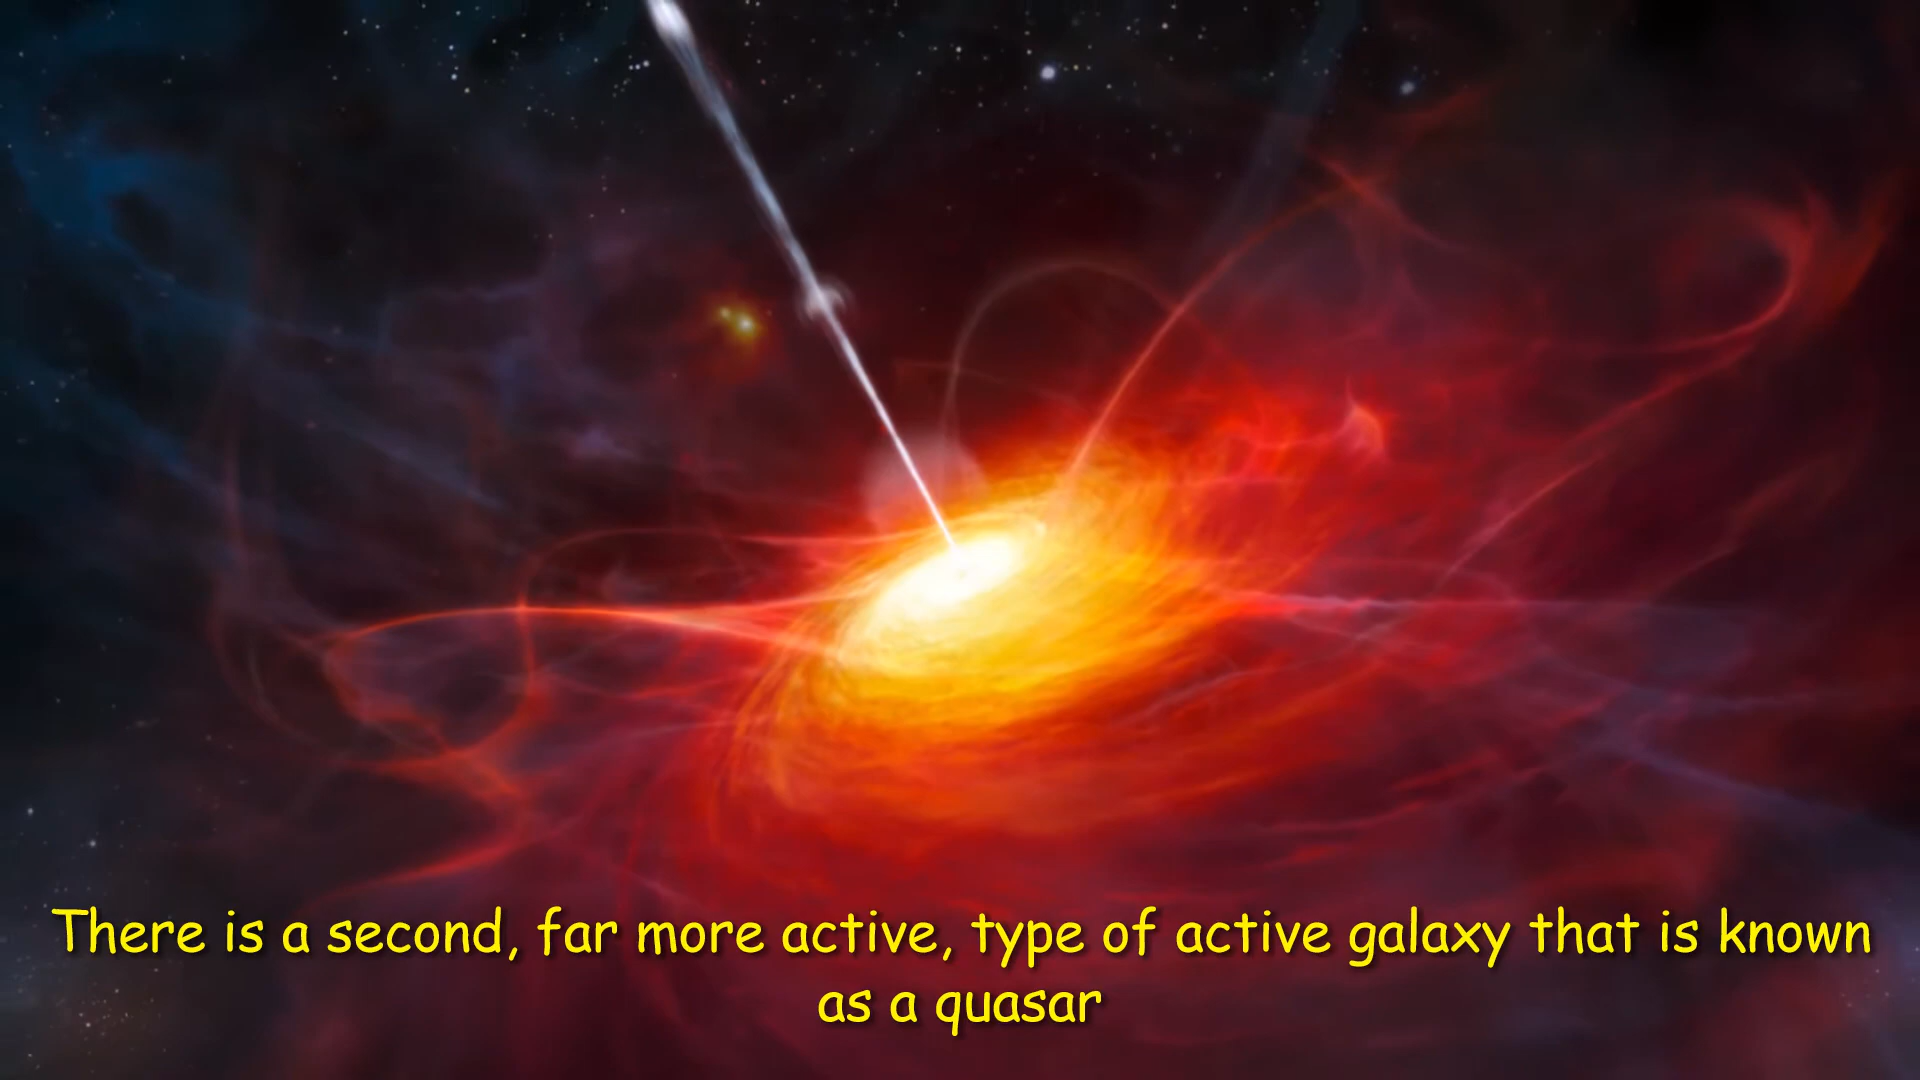 There is a second, far more active, type of active galaxy that is known
as a quasar